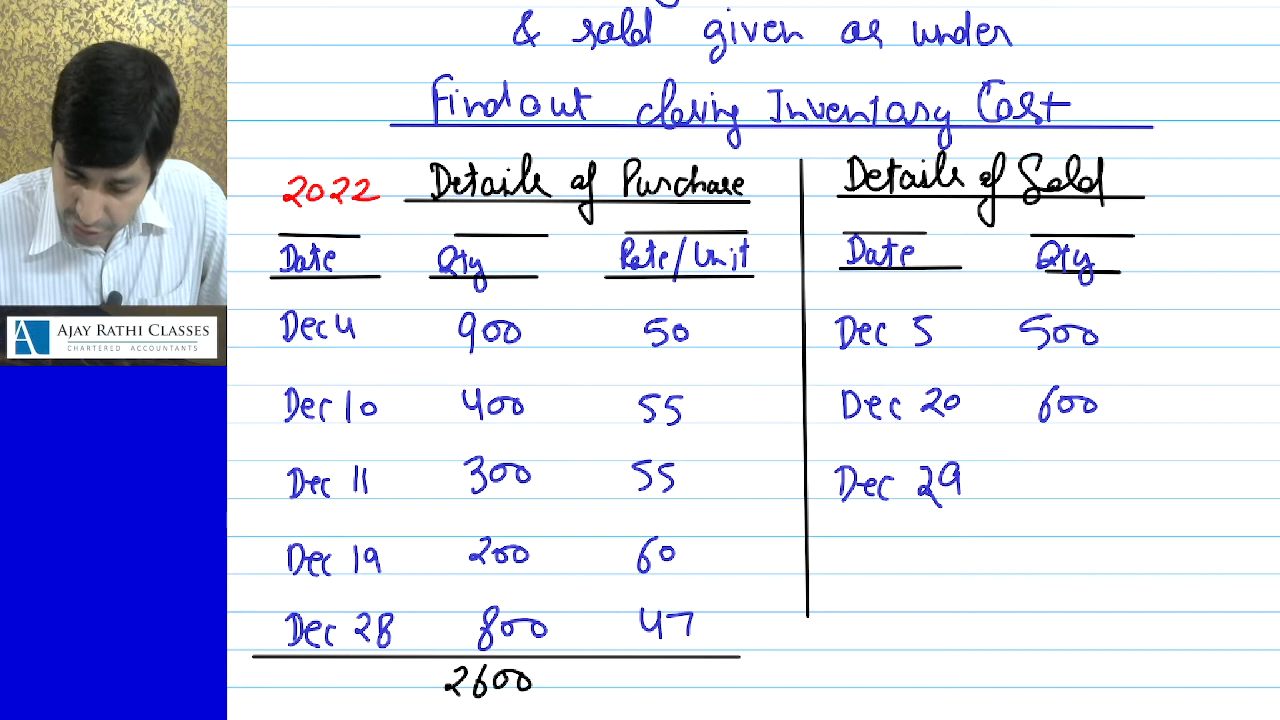 & sold given as under
Find out closing Inventory Cost
2022 Details of Purchase Details of Sold
Date Qty Rate/Unit Date Qty
Dec 4 900 50 Dec 5 500
Dec 10 400 55 Dec 20 600
Dec 11 300 55 Dec 29
Dec 19 200 60
Dec 28 800 47
2600
A AJAY RATHI CLASSES
CHARTERED ACCOUNTANTS